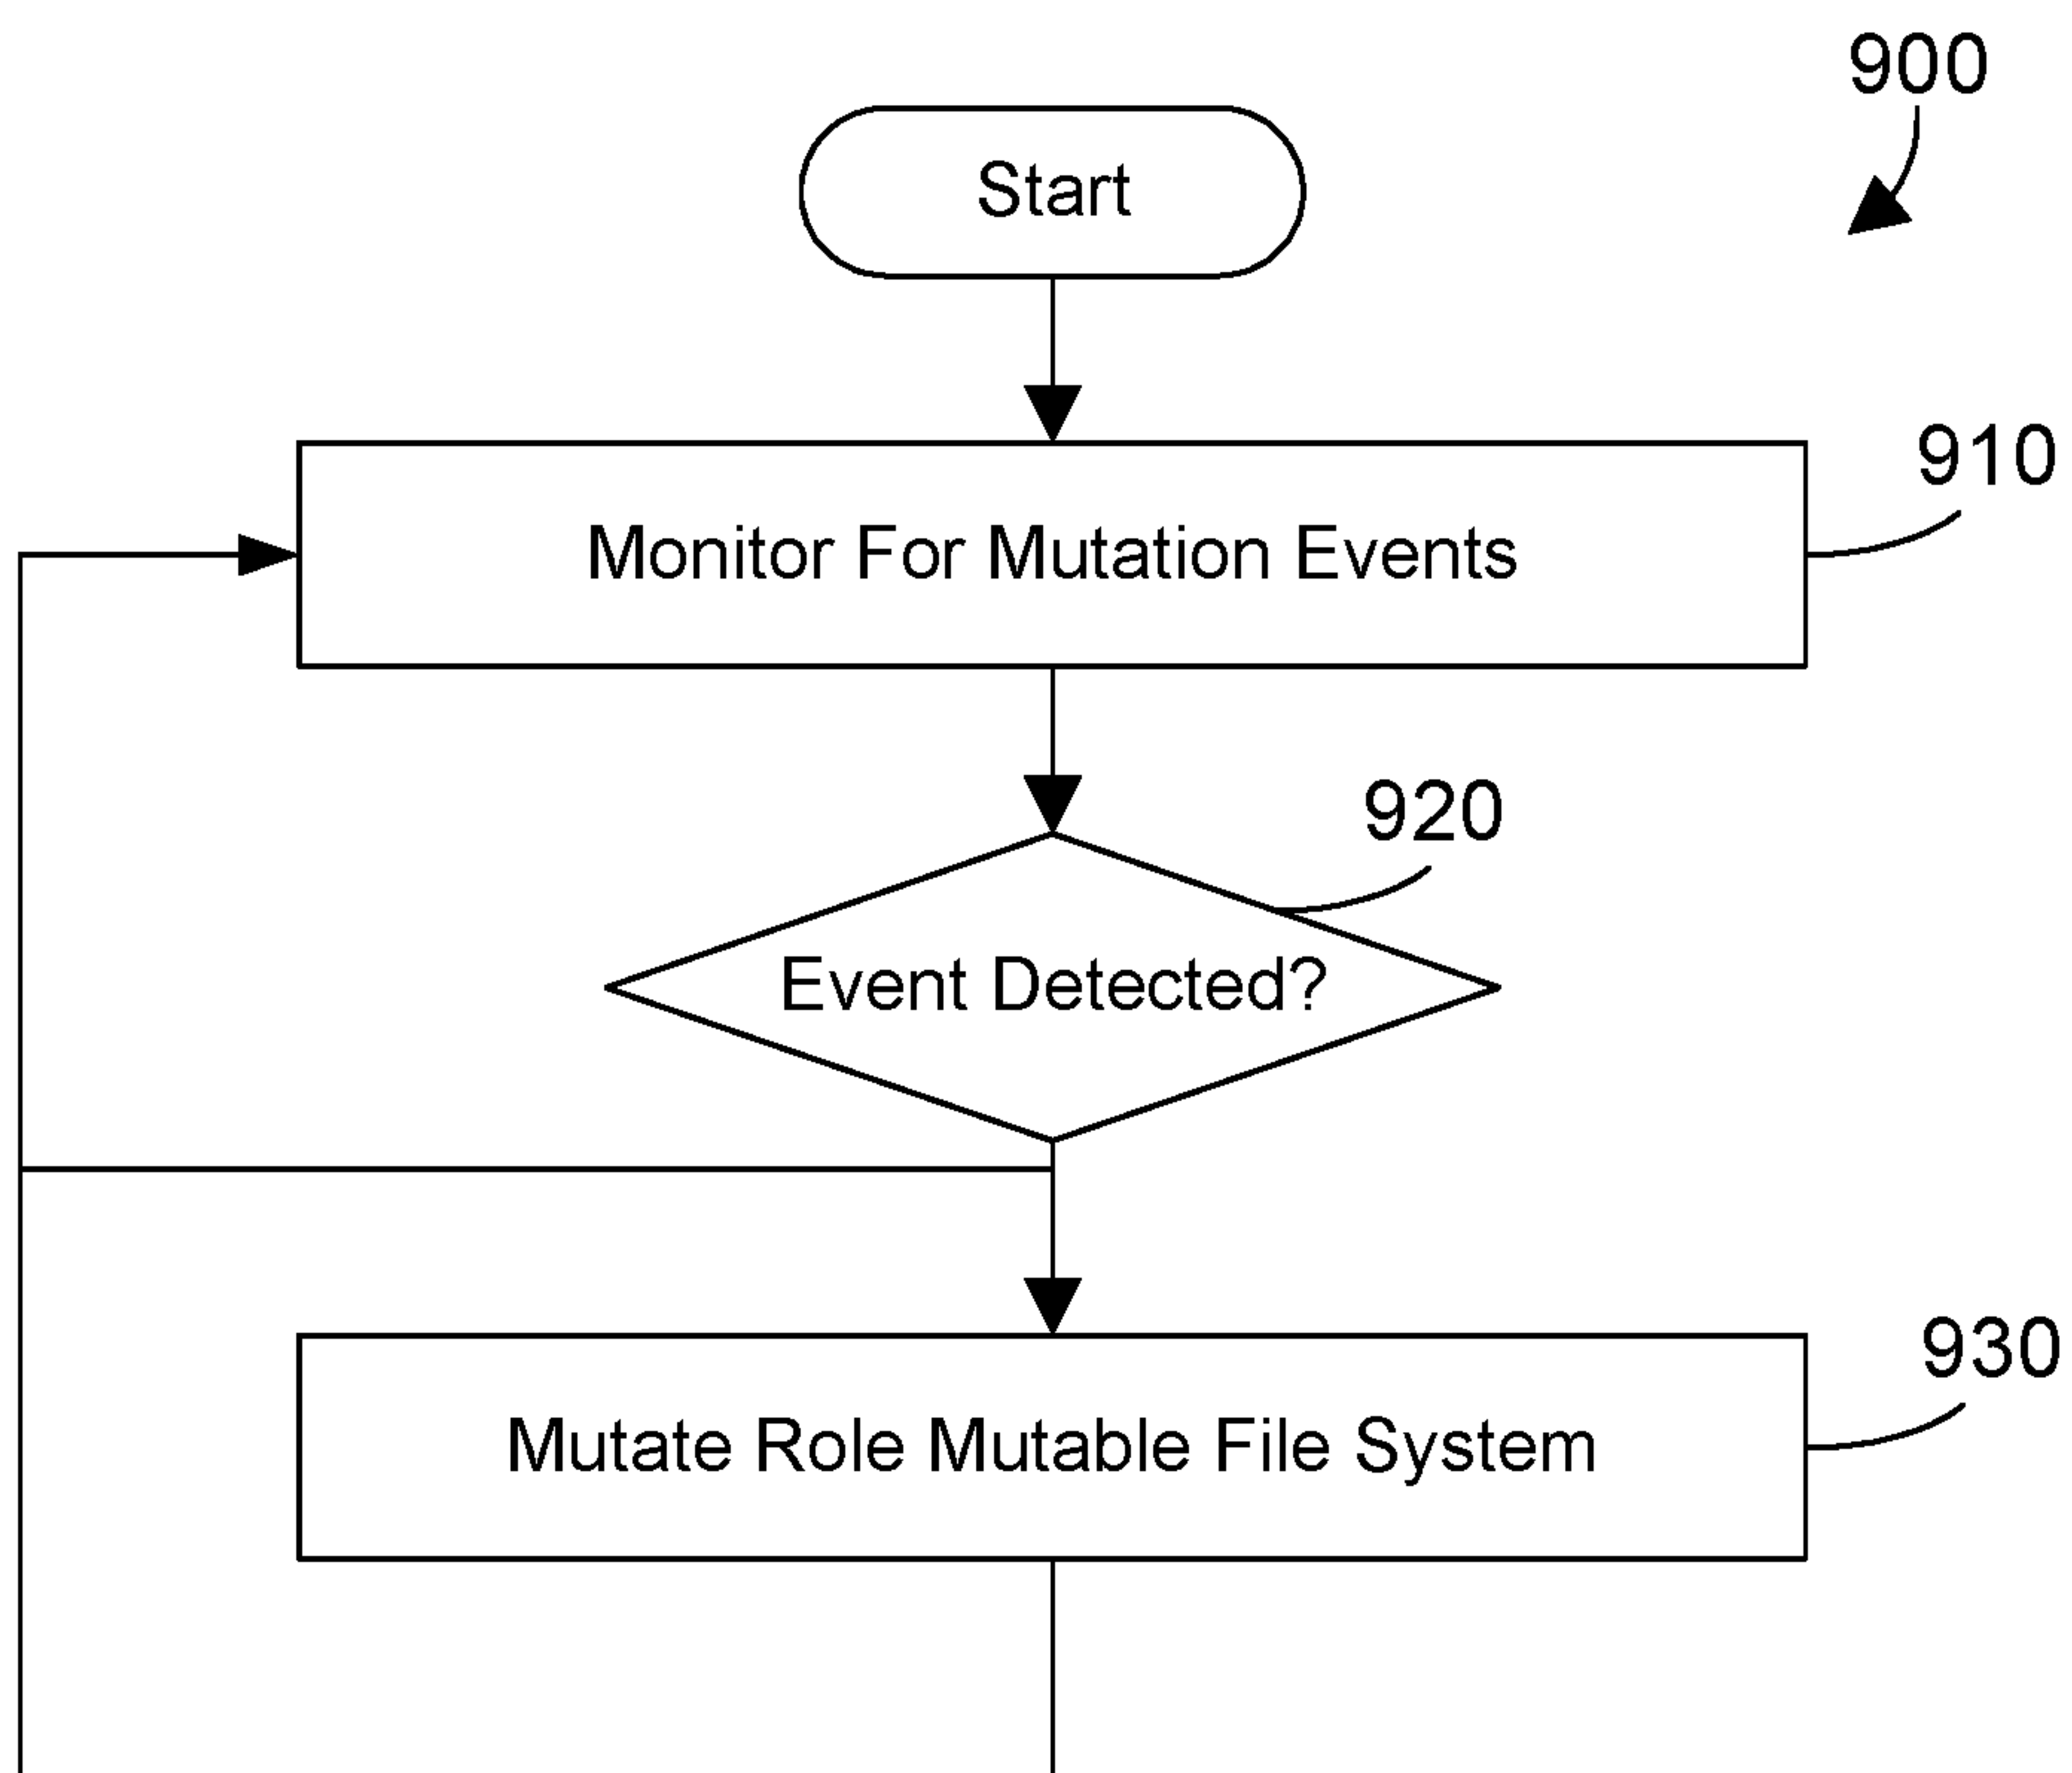 900
Start
910
Monitor For Mutation Events
920
Event Detected?
930
Mutate Role Mutable File System